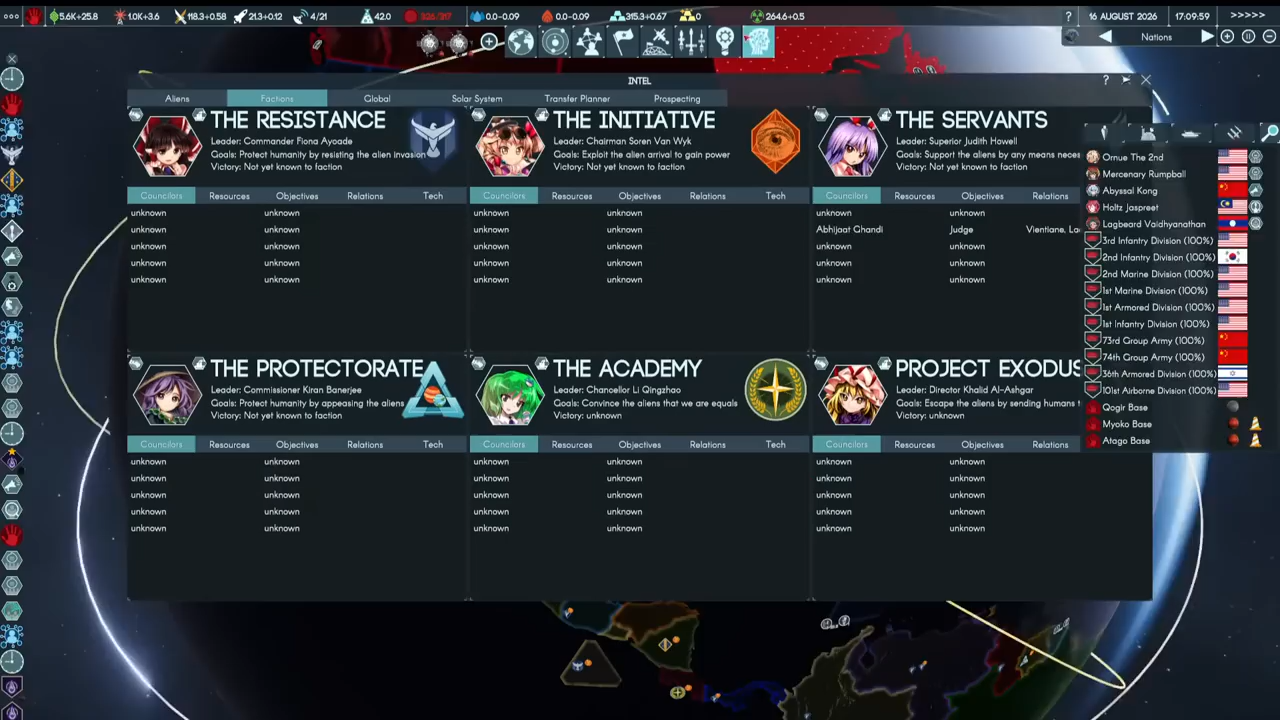 5.6K+25.8 1.0K+3.6 118.3+0.58 21.3+0.12 4/21 42.0 326/317 0.0-0.09 0.0-0.09 315.3+0.67 0 264.6+0.5 ? 16 AUGUST 2026 17:09:59 >>>>>
Nations
INTEL
Aliens Factions Global Solar System Transfer Planner Prospecting
THE RESISTANCE
Leader: Commander Fiona Ayoade
Goals: Protect humanity by resisting the alien invasion
Victory: Not yet known to faction
Councilors Resources Objectives Relations Tech
unknown unknown
unknown unknown
unknown unknown
unknown unknown
unknown unknown
THE INITIATIVE
Leader: Chairman Soren Van Wyk
Goals: Exploit the alien arrival to gain power
Victory: Not yet known to faction
Councilors Resources Objectives Relations Tech
unknown unknown
unknown unknown
unknown unknown
unknown unknown
unknown unknown
THE SERVANTS
Leader: Superior Judith Howell
Goals: Support the aliens by any means neces
Victory: Not yet known to faction
Councilors Resources Objectives Relations
unknown unknown
Abhijaat Ghandi Judge Vientiane, La
unknown unknown
unknown unknown
unknown unknown
THE PROTECTORATE
Leader: Commissioner Kiran Banerjee
Goals: Protect humanity by appeasing the aliens
Victory: Not yet known to faction
Councilors Resources Objectives Relations Tech
unknown unknown
unknown unknown
unknown unknown
unknown unknown
unknown unknown
THE ACADEMY
Leader: Chancellor Li Qingzhao
Goals: Convince the aliens that we are equals
Victory: unknown
Councilors Resources Objectives Relations Tech
unknown unknown
unknown unknown
unknown unknown
unknown unknown
unknown unknown
PROJECT EXODUS
Leader: Director Khalid Al-Ashgar
Goals: Escape the aliens by sending humans t
Victory: unknown
Councilors Resources Objectives Relations
unknown unknown
unknown unknown
unknown unknown
unknown unknown
unknown unknown
Ornue The 2nd
Mercenary Rumpball
Abyssal Kong
Holtz Jaspreet
Lagbeard Vaidhyanathan
3rd Infantry Division (100%)
2nd Infantry Division (100%)
2nd Marine Division (100%)
1st Marine Division (100%)
1st Armored Division (100%)
1st Infantry Division (100%)
73rd Group Army (100%)
74th Group Army (100%)
36th Armored Division (100%)
101st Airborne Division (100%)
Qogir Base
Myoko Base
Atago Base